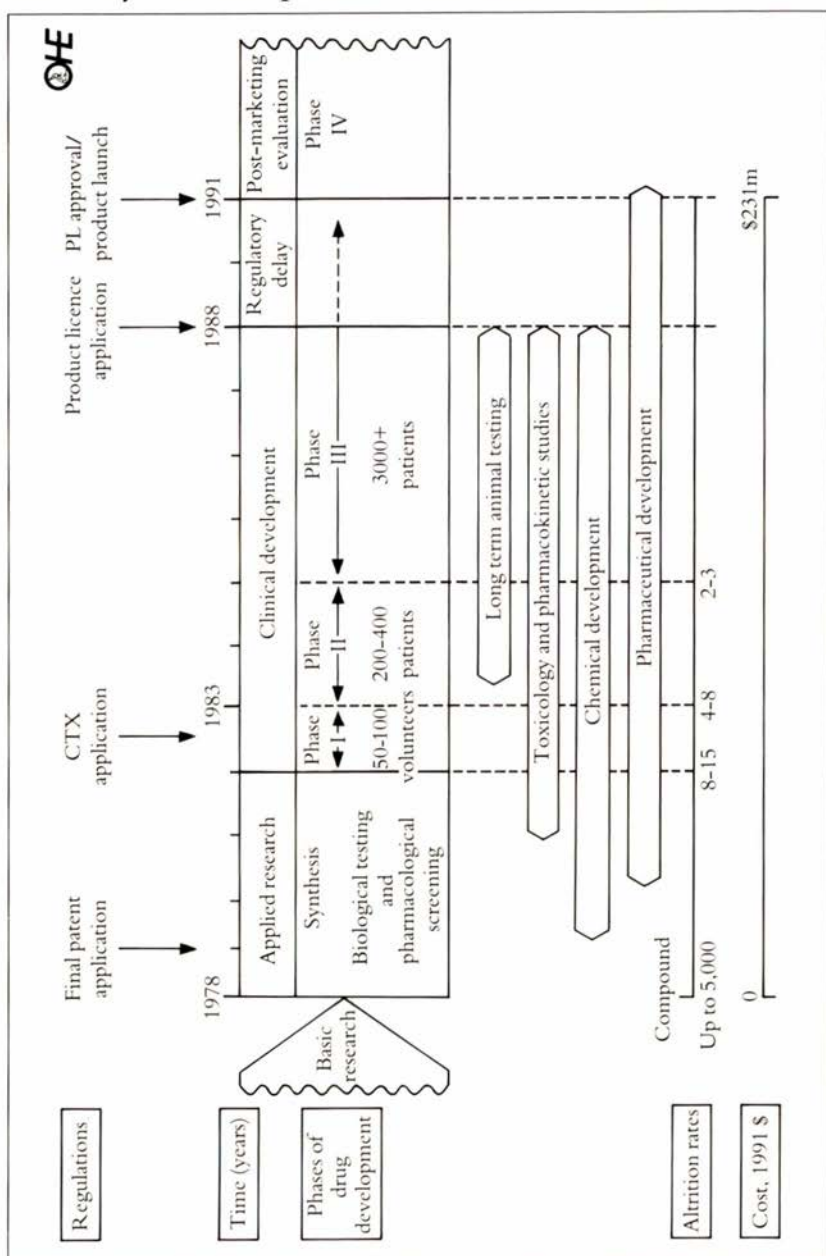 OHE
Regulations
Final patent
application
CTX
application
Product licence
application
PL approval/
product launch
Time (years)
1978
1983
1988
1991
Phases of
drug
development
Basic
research
Applied research
Clinical development
Regulatory
delay
Post-marketing
evaluation
Synthesis
Biological testing
and
pharmacological
screening
Phase
I
50-100
volunteers
Phase
II
200-400
patients
Phase
III
3000+
patients
Phase
IV
Long term animal testing
Toxicology and pharmacokinetic studies
Chemical development
Pharmaceutical development
Altrition rates
Compound
Up to 5,000
8-15
4-8
2-3
Cost, 1991 $
0
$231m